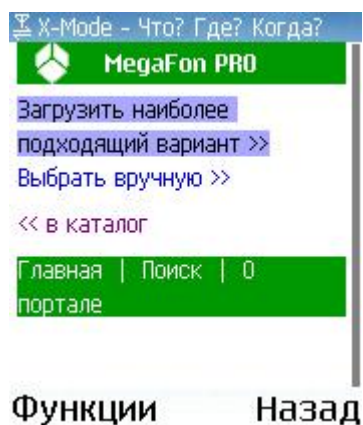 X-Mode - Что? Где? Когда?
MegaFon PRO
Загрузить наиболее
подходящий вариант >>
Выбрать вручную >>
<< в каталог
Главная | Поиск | О
портале
Функции Назад